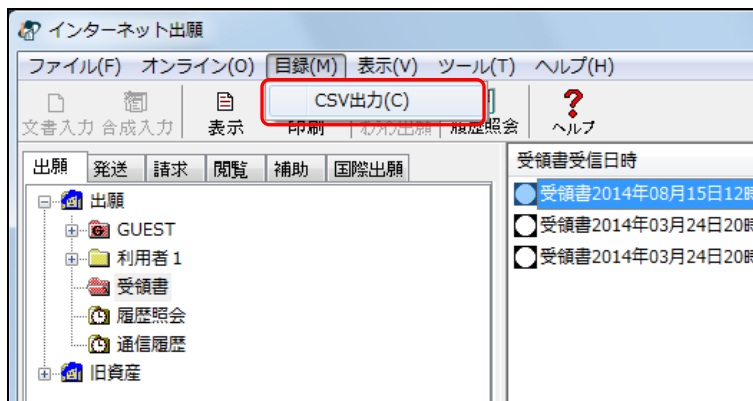 インターネット出願
ファイル(F) オンライン(O) 目録(M) 表示(V) ツール(T) ヘルプ(H)
CSV出力(C)
文書入力 合成入力 表示 印刷 履歴照会 ヘルプ
出願 発送 請求 閲覧 補助 国際出願
受領書受信日時
出願
GUEST
利用者1
受領書
履歴照会
通信履歴
旧資産
受領書2014年08月15日12時
受領書2014年03月24日20時
受領書2014年03月24日20時